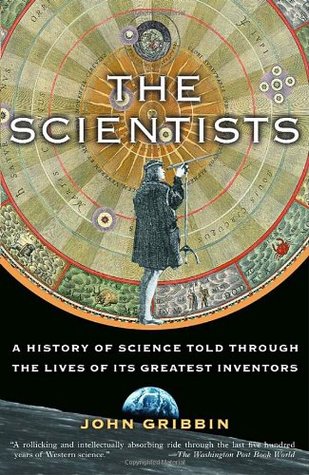 THE
SCIENTISTS
A HISTORY OF SCIENCE TOLD THROUGH
THE LIVES OF ITS GREATEST INVENTORS
JOHN GRIBBIN
"A rollicking and intellectually absorbing ride through the last five hundred
years of Western science." —The Washington Post Book World